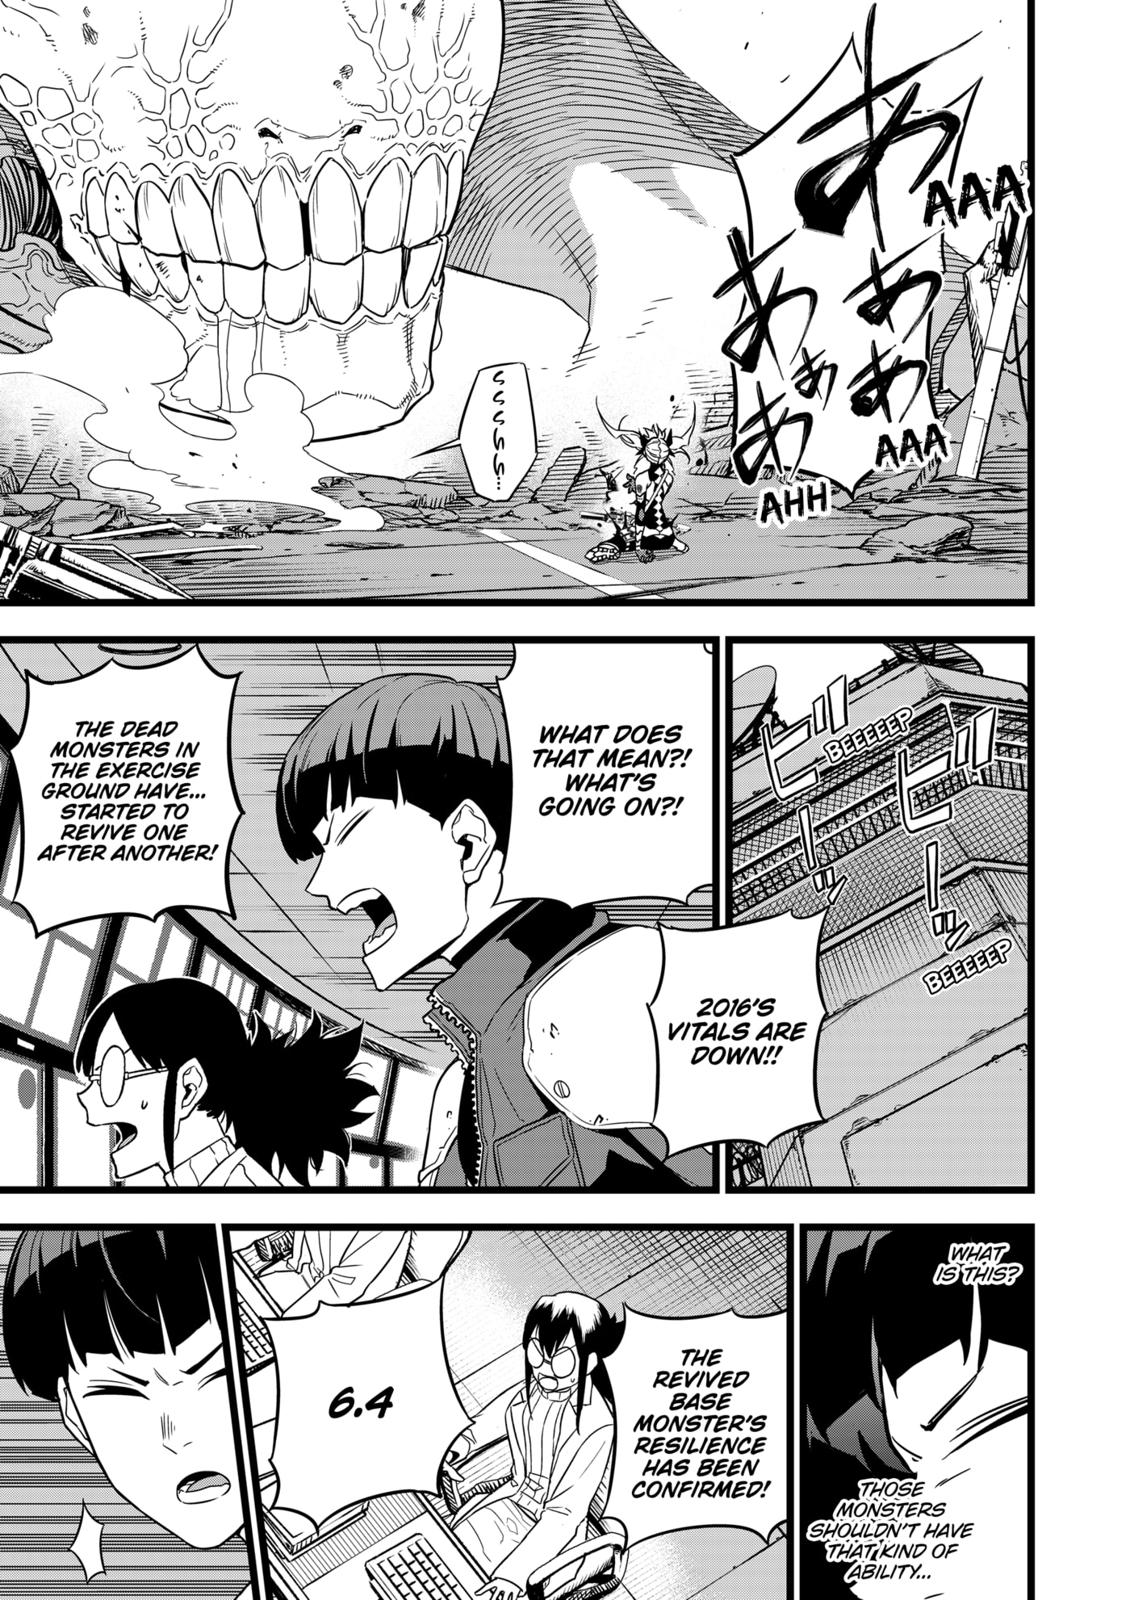 あ
ああ
ぁぁ
あぁ
AAA
AAA
AHH
ううううう…
ビーッ
BEEEEEP
ビーッ
BEEEEEP
2016'S
VITALS ARE
DOWN!!
WHAT DOES
THAT MEAN?!
WHAT'S
GOING ON?!
THE DEAD
MONSTERS IN
THE EXERCISE
GROUND HAVE...
STARTED TO
REVIVE ONE
AFTER ANOTHER!
WHAT
IS THIS?
THOSE
MONSTERS
SHOULDN'T HAVE
THAT KIND OF
ABILITY...
THE
REVIVED
BASE
MONSTER'S
RESILIENCE
HAS BEEN
CONFIRMED!
6.4